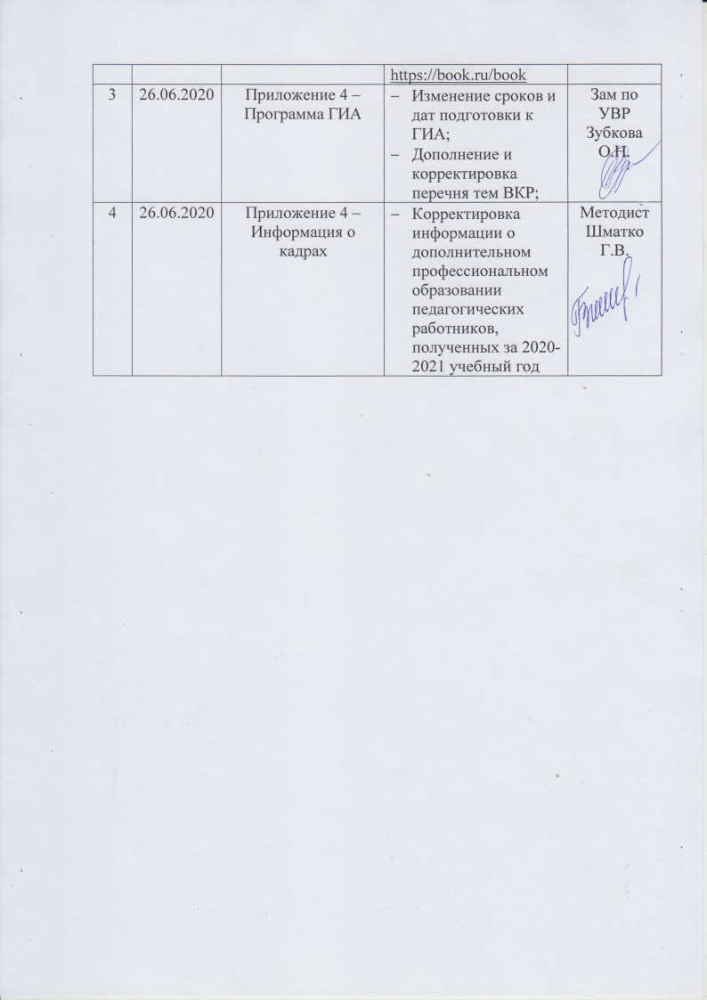 https://book.ru/book
3 26.06.2020 Приложение 4 – – Изменение сроков и Зам по
Программа ГИА дат подготовки к УВР
ГИА; Зубкова
– Дополнение и О.Н.
корректировка
перечня тем ВКР;
4 26.06.2020 Приложение 4 – – Корректировка Методист
Информация о информации о Шматко
кадрах дополнительном Г.В.
профессиональном
образовании
педагогических
работников,
полученных за 2020-
2021 учебный год